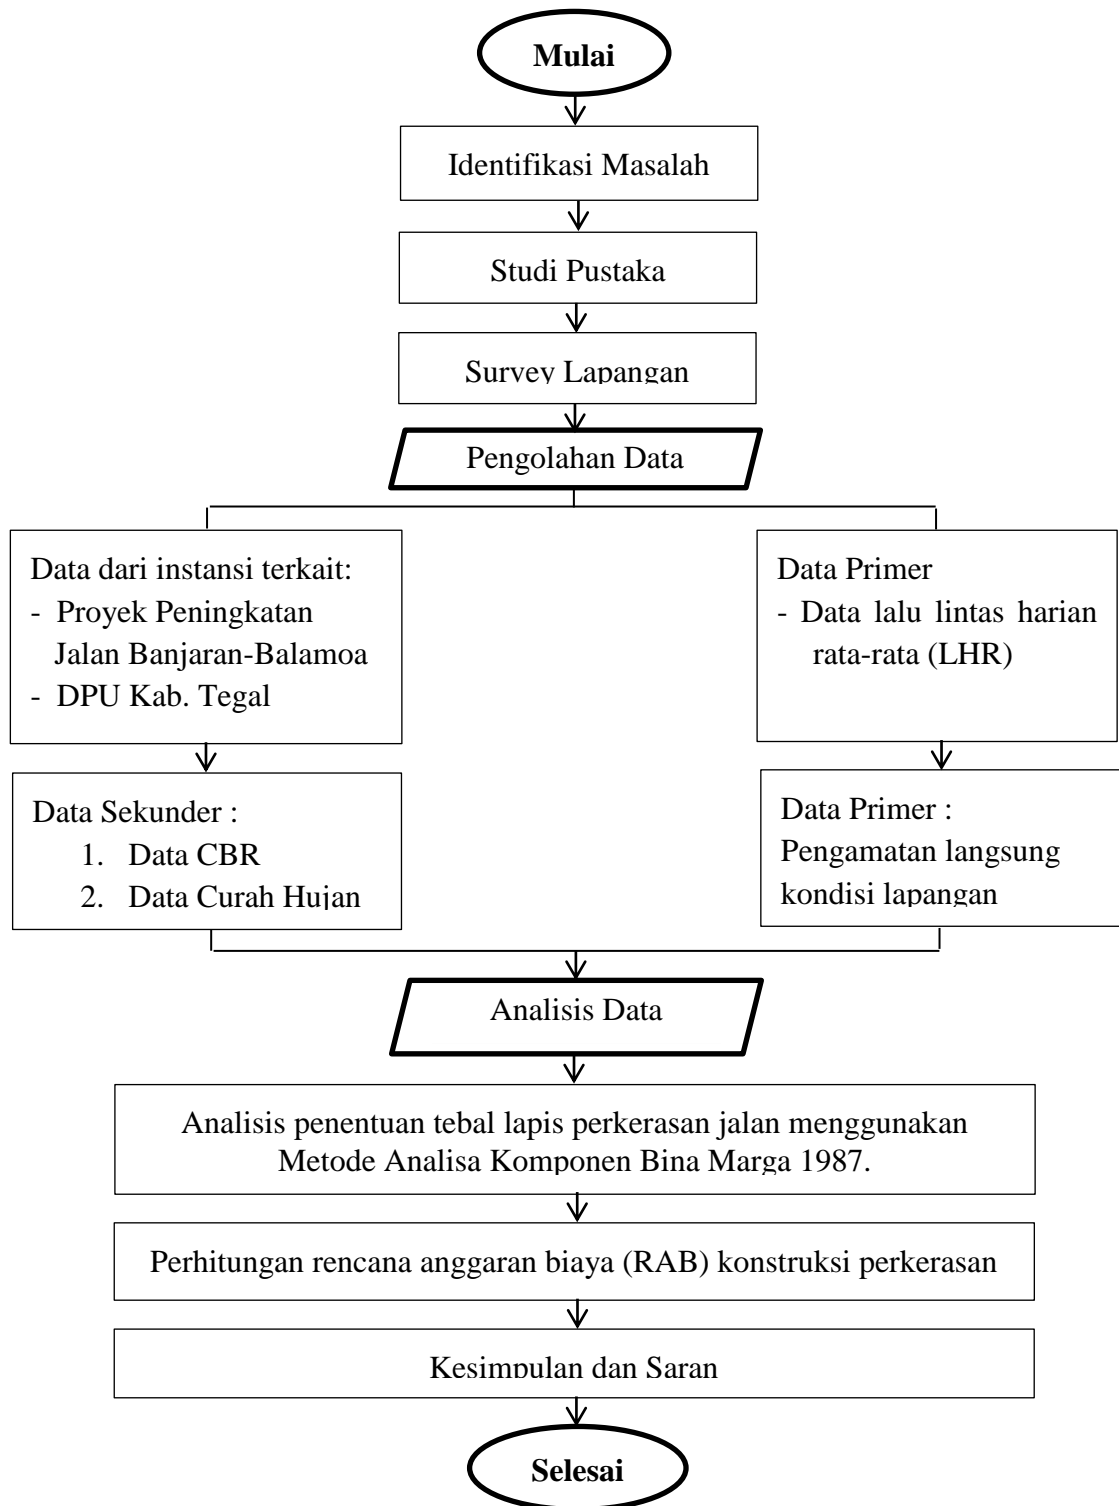 Mulai
Identifikasi Masalah
Studi Pustaka
Survey Lapangan
Pengolahan Data
Data dari instansi terkait:
- Proyek Peningkatan
Jalan Banjaran-Balamoa
- DPU Kab. Tegal
Data Primer
- Data lalu lintas harian
rata-rata (LHR)
Data Sekunder :
1. Data CBR
2. Data Curah Hujan
Data Primer :
Pengamatan langsung
kondisi lapangan
Analisis Data
Analisis penentuan tebal lapis perkerasan jalan menggunakan
Metode Analisa Komponen Bina Marga 1987.
Perhitungan rencana anggaran biaya (RAB) konstruksi perkerasan
Kesimpulan dan Saran
Selesai